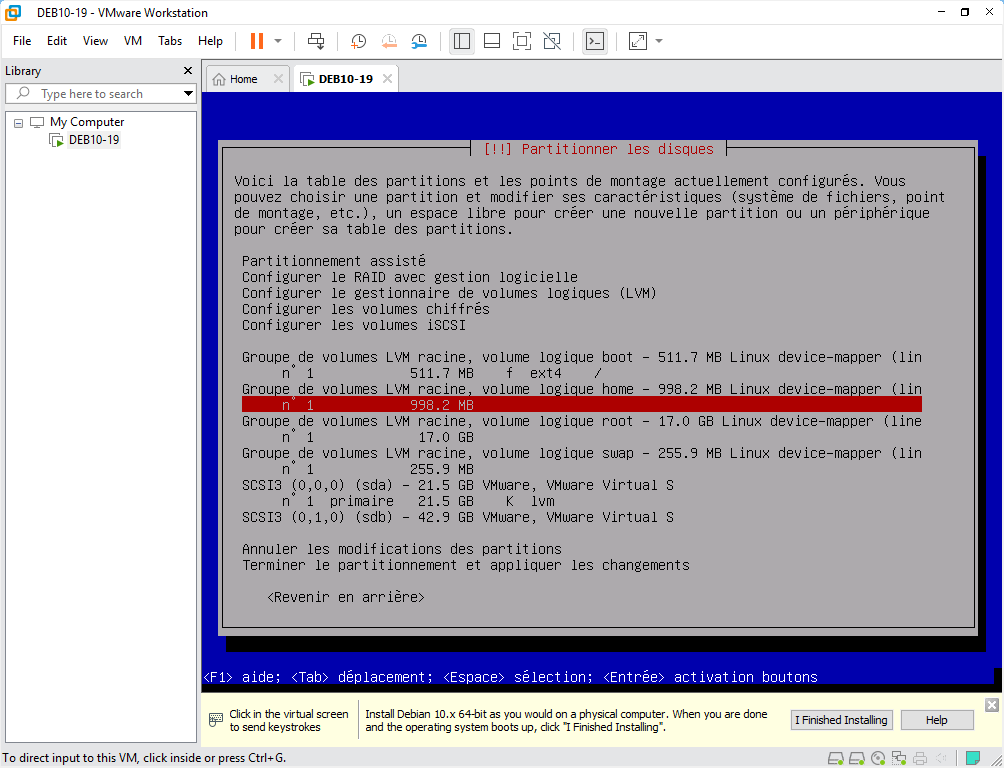 DEB10-19 - VMware Workstation
File Edit View VM Tabs Help
Library
Type here to search
My Computer
DEB10-19
Home
DEB10-19
[!!] Partitionner les disques
Voici la table des partitions et les points de montage actuellement configurés. Vous
pouvez choisir une partition et modifier ses caractéristiques (système de fichiers, point
de montage, etc.), un espace libre pour créer une nouvelle partition ou un périphérique
pour créer sa table des partitions.
Partitionnement assisté
Configurer le RAID avec gestion logicielle
Configurer le gestionnaire de volumes logiques (LVM)
Configurer les volumes chiffrés
Configurer les volumes iSCSI
Groupe de volumes LVM racine, volume logique boot - 511.7 MB Linux device-mapper (lin
n° 1 511.7 MB f ext4 /
Groupe de volumes LVM racine, volume logique home - 998.2 MB Linux device-mapper (lin
n° 1 998.2 MB
Groupe de volumes LVM racine, volume logique root - 17.0 GB Linux device-mapper (line
n° 1 17.0 GB
Groupe de volumes LVM racine, volume logique swap - 255.9 MB Linux device-mapper (lin
n° 1 255.9 MB
SCSI3 (0,0,0) (sda) - 21.5 GB VMware, VMware Virtual S
n° 1 primaire 21.5 GB K lvm
SCSI3 (0,1,0) (sdb) - 42.9 GB VMware, VMware Virtual S
Annuler les modifications des partitions
Terminer le partitionnement et appliquer les changements
<Revenir en arrière>
<F1> aide; <Tab> déplacement; <Espace> sélection; <Entrée> activation boutons
Click in the virtual screen
to send keystrokes
Install Debian 10.x 64-bit as you would on a physical computer. When you are done
and the operating system boots up, click "I Finished Installing".
I Finished Installing
Help
To direct input to this VM, click inside or press Ctrl+G.